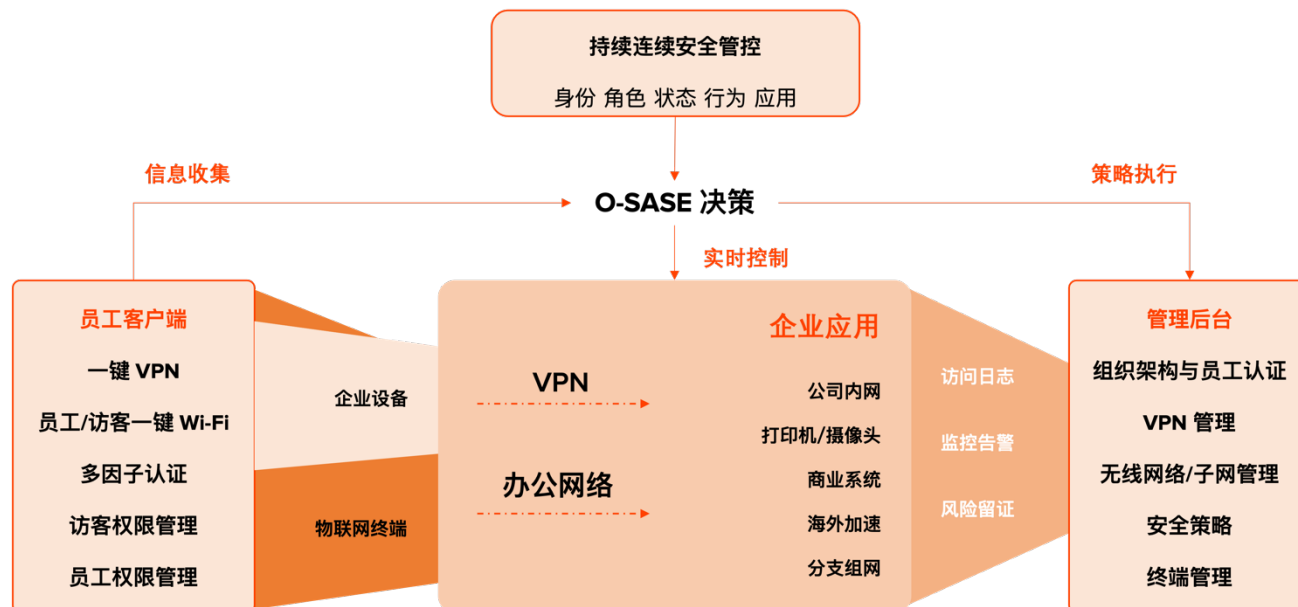 持续连续安全管控
身份 角色 状态 行为 应用
信息收集
策略执行
O-SASE 决策
实时控制
员工客户端
一键 VPN
员工/访客一键 Wi-Fi
多因子认证
访客权限管理
员工权限管理
企业设备
物联网终端
VPN
办公网络
企业应用
公司内网
打印机/摄像头
商业系统
海外加速
分支组网
访问日志
监控告警
风险留证
管理后台
组织架构与员工认证
VPN 管理
无线网络/子网管理
安全策略
终端管理